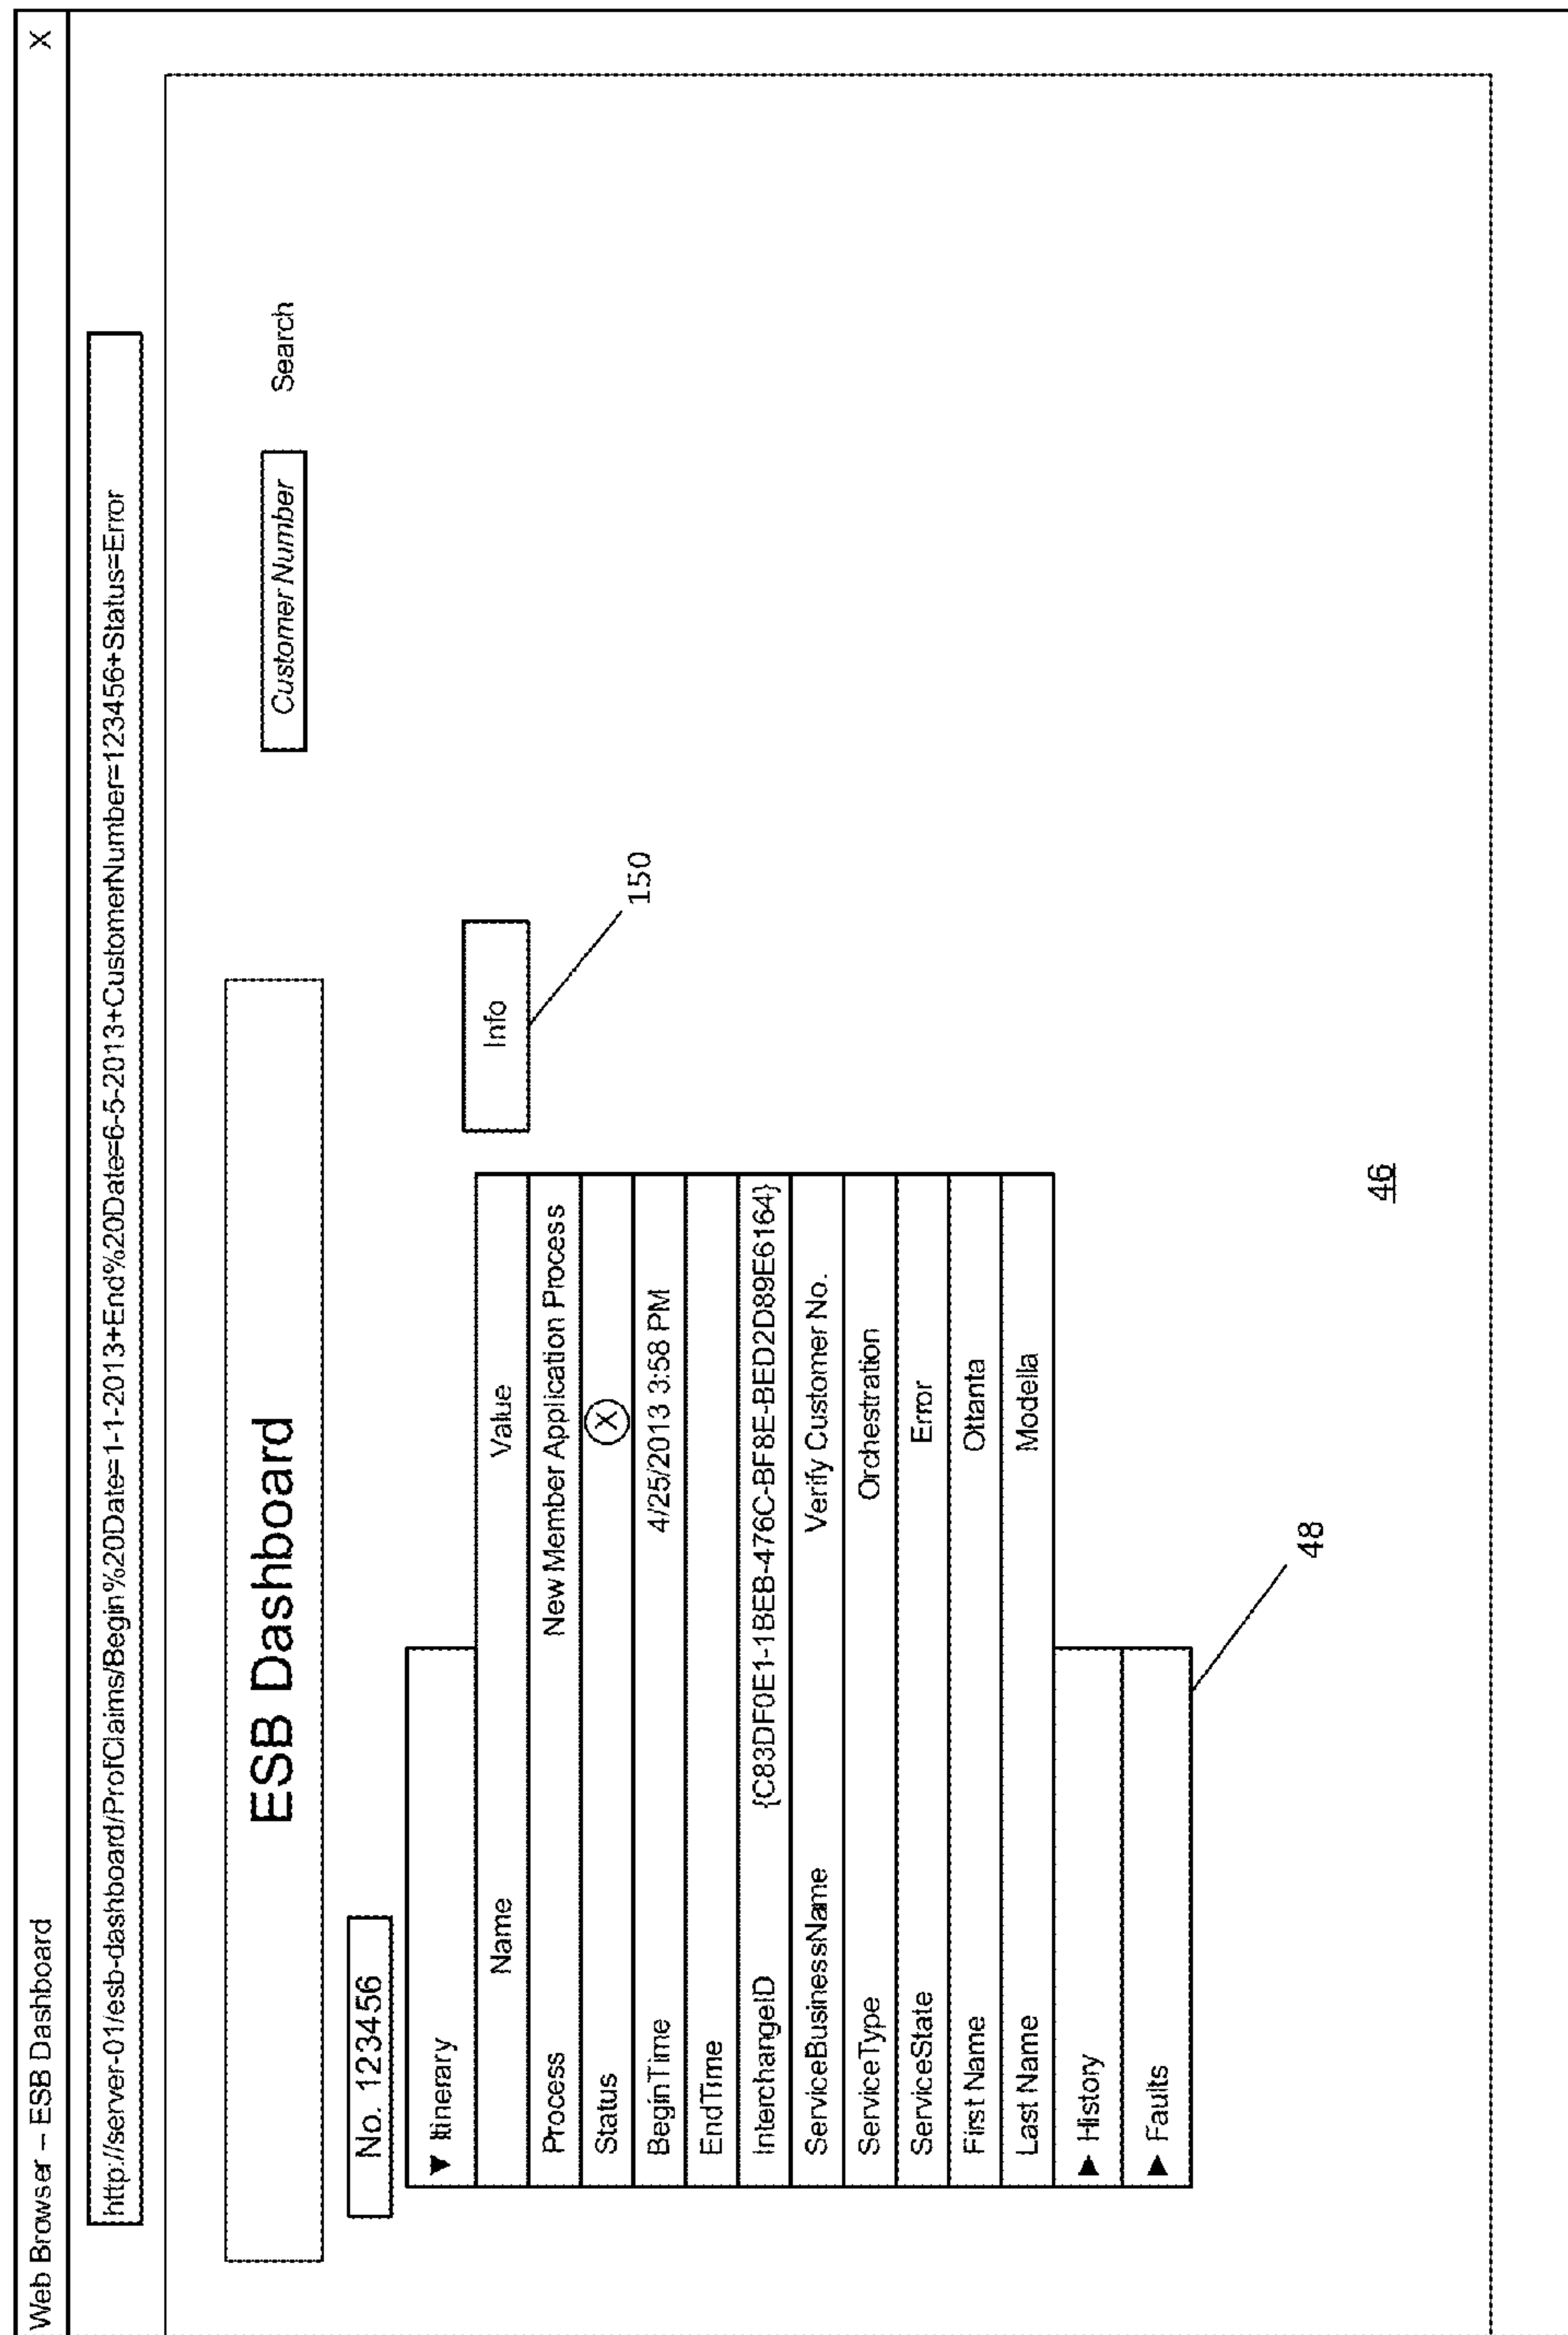 Web Browser – ESB Dashboard X
http://server-01/esb-dashboard/ProfClaims/Begin%20Date=1-1-2013+End%20Date=6-5-2013+CustomerNumber=123456+Status=Error
ESB Dashboard
Customer Number Search
No. 123456
▼ Itinerary
Info
150
Name Value
Process New Member Application Process
Status X
BeginTime 4/25/2013 3:58 PM
EndTime
InterchangeID {C83DF0E1-1BEB-476C-BF8E-BED2D89E6164}
ServiceBusinessName Verify Customer No.
ServiceType Orchestration
ServiceState Error
First Name Ottanta
Last Name Modella
▶ History
▶ Faults
48
46